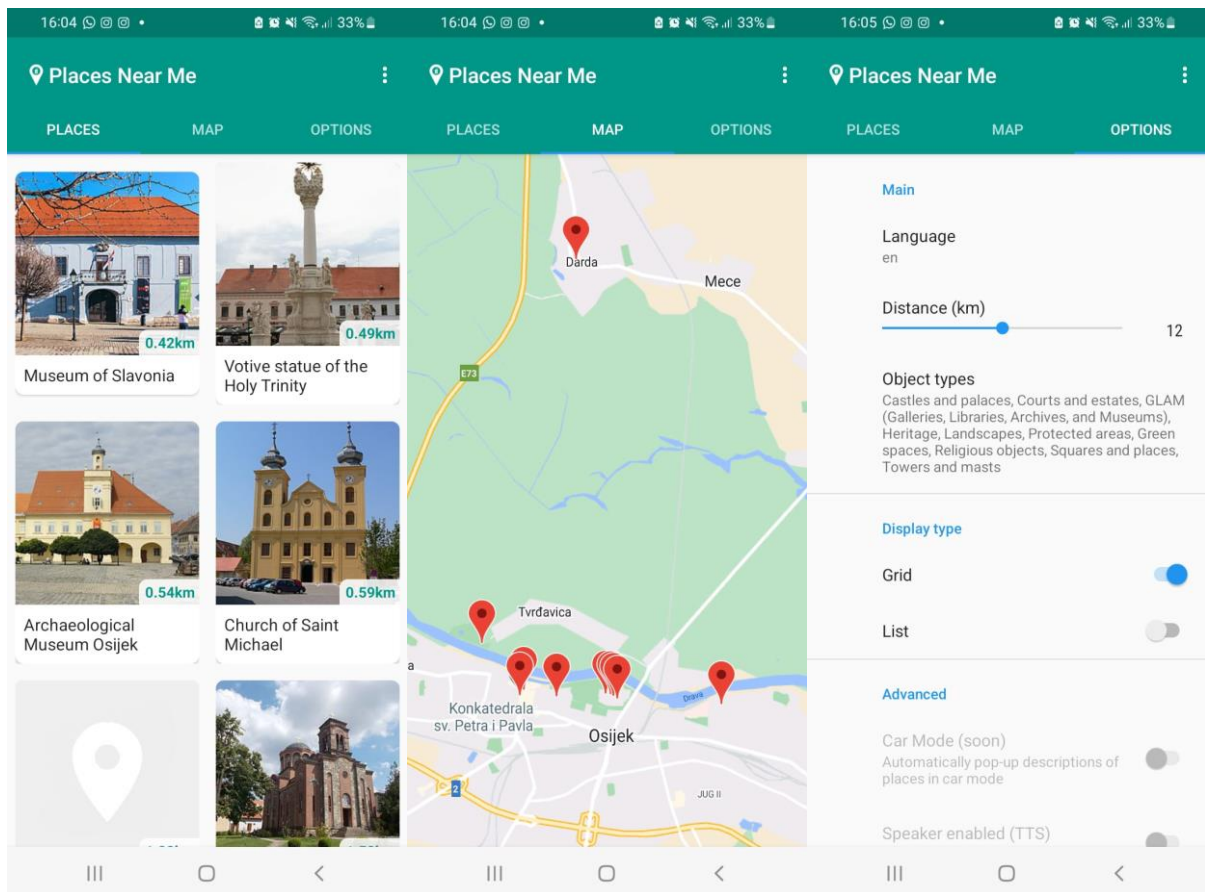 16:04
33%
Places Near Me
PLACES
MAP
OPTIONS
0.42km
Museum of Slavonia
0.49km
Votive statue of the
Holy Trinity
0.54km
Archaeological
Museum Osijek
0.59km
Church of Saint
Michael
16:04
33%
Places Near Me
PLACES
MAP
OPTIONS
Darda
Mece
E73
Tvrđavica
a
Drava
Konkatedrala
sv. Petra i Pavla
Osijek
2
JUG II
16:05
33%
Places Near Me
PLACES
MAP
OPTIONS
Main
Language
en
Distance (km)
12
Object types
Castles and palaces, Courts and estates, GLAM
(Galleries, Libraries, Archives, and Museums),
Heritage, Landscapes, Protected areas, Green
spaces, Religious objects, Squares and places,
Towers and masts
Display type
Grid
List
Advanced
Car Mode (soon)
Automatically pop-up descriptions of
places in car mode
Speaker enabled (TTS)